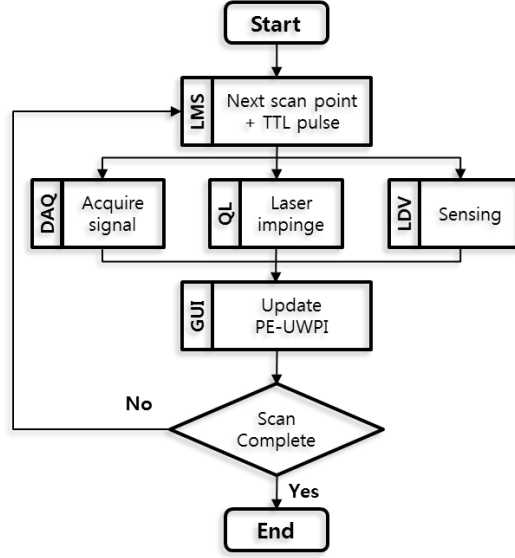 Start
LMS
Next scan point
+ TTL pulse
DAQ
Acquire
signal
QL
Laser
impinge
LDV
Sensing
GUI
Update
PE-UWPI
No
Scan
Complete
Yes
End